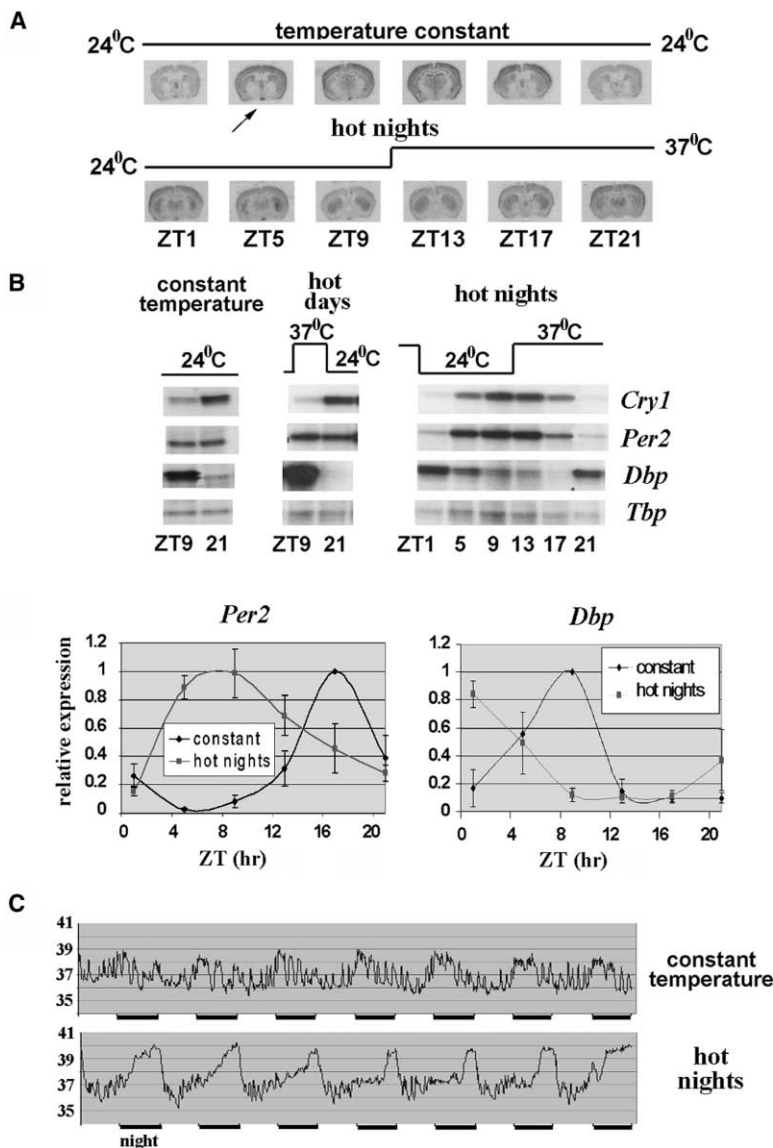 A
temperature constant
24⁰C 24⁰C
hot nights
24⁰C 37⁰C
ZT1 ZT5 ZT9 ZT13 ZT17 ZT21
B
constant temperature
hot days
hot nights
37⁰C
24⁰C 24⁰C 24⁰C 37⁰C
Cry1
Per2
Dbp
Tbp
ZT9 21 ZT9 21 ZT1 5 9 13 17 21
Per2
relative expression
1.2
1
0.8
0.6
0.4
0.2
0
constant
hot nights
0 4 8 12 16 20
ZT (hr)
Dbp
1.2
1
0.8
0.6
0.4
0.2
0
constant
hot nights
0 4 8 12 16 20
ZT (hr)
C
41
39
37
35
constant temperature
41
39
37
35
hot nights
night